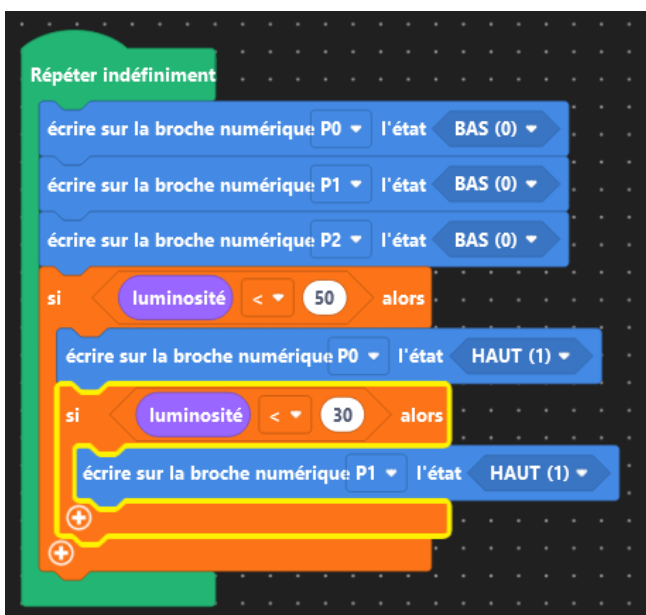 Répéter indéfiniment
écrire sur la broche numérique P0 l'état BAS (0)
écrire sur la broche numérique P1 l'état BAS (0)
écrire sur la broche numérique P2 l'état BAS (0)
si luminosité < 50 alors
écrire sur la broche numérique P0 l'état HAUT (1)
si luminosité < 30 alors
écrire sur la broche numérique P1 l'état HAUT (1)